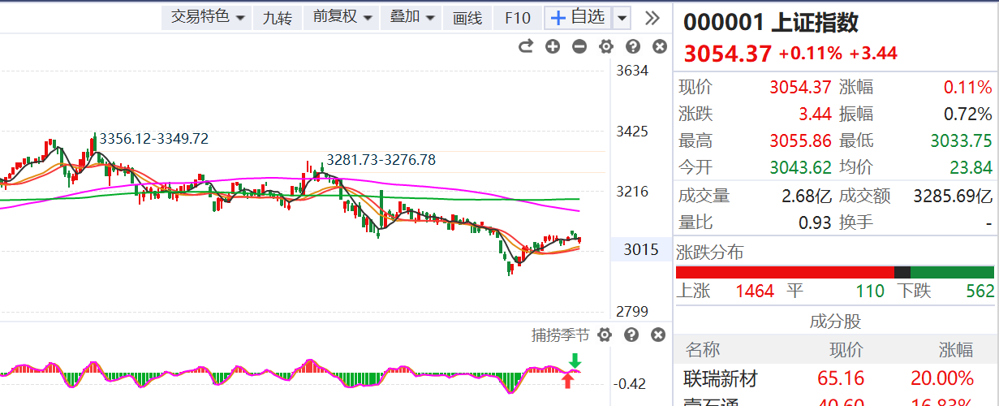 交易特色 九转 前复权 叠加 画线 F10 自选
3634
3425
3356.12-3349.72
3281.73-3276.78
3216
3015
2799
捕捞季节
-0.42
000001 上证指数
3054.37 +0.11% +3.44
现价 3054.37 涨幅 0.11%
涨跌 3.44 振幅 0.72%
最高 3055.86 最低 3033.75
今开 3043.62 均价 23.84
成交量 2.68亿 成交额 3285.69亿
量比 0.93 换手 -
涨跌分布
上涨 1464 平 110 下跌 562
成分股
名称 现价 涨幅
联瑞新材 65.16 20.00%
40.60 16.83%